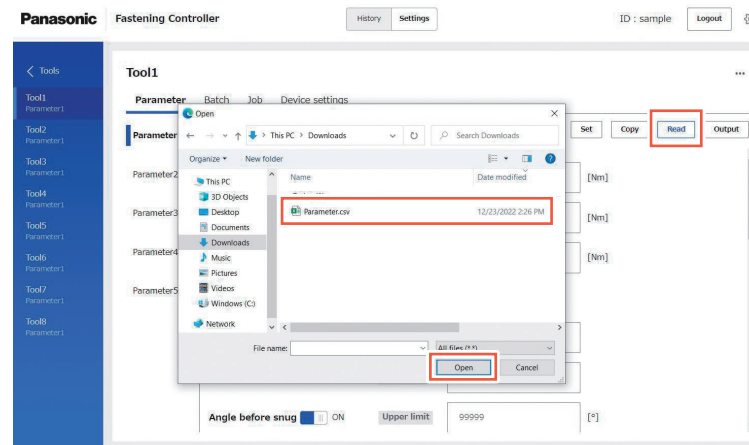 Panasonic Fastening Controller History Settings ID : sample Logout
Tools
Tool1
Parameter1
Tool2
Parameter1
Tool3
Parameter1
Tool4
Parameter1
Tool5
Parameter1
Tool6
Parameter1
Tool7
Parameter1
Tool8
Parameter1
Tool1
Parameter Batch Job Device settings
Parameter Set Copy Read Output
Parameter2 [Nm]
Parameter3 [Nm]
Parameter4 [Nm]
Parameter5
Open
This PC > Downloads Search Downloads
Organize New folder
This PC
3D Objects
Desktop
Documents
Downloads
Music
Pictures
Videos
Windows (C:)
Network
Name Date modified
Parameter.csv 12/23/2022 2:26 PM
File name: All files (*.*)
Open Cancel
Angle before snug ON Upper limit 99999 [°]